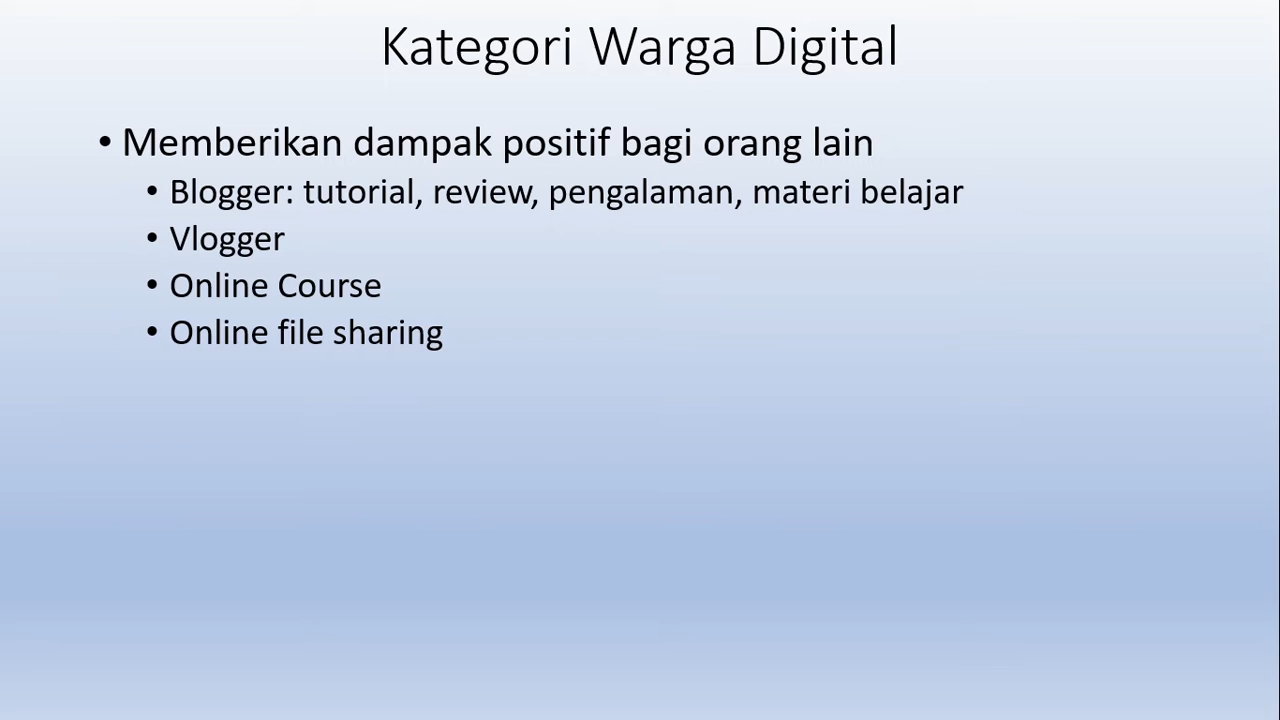 Kategori Warga Digital
• Memberikan dampak positif bagi orang lain
• Blogger: tutorial, review, pengalaman, materi belajar
• Vlogger
• Online Course
• Online file sharing